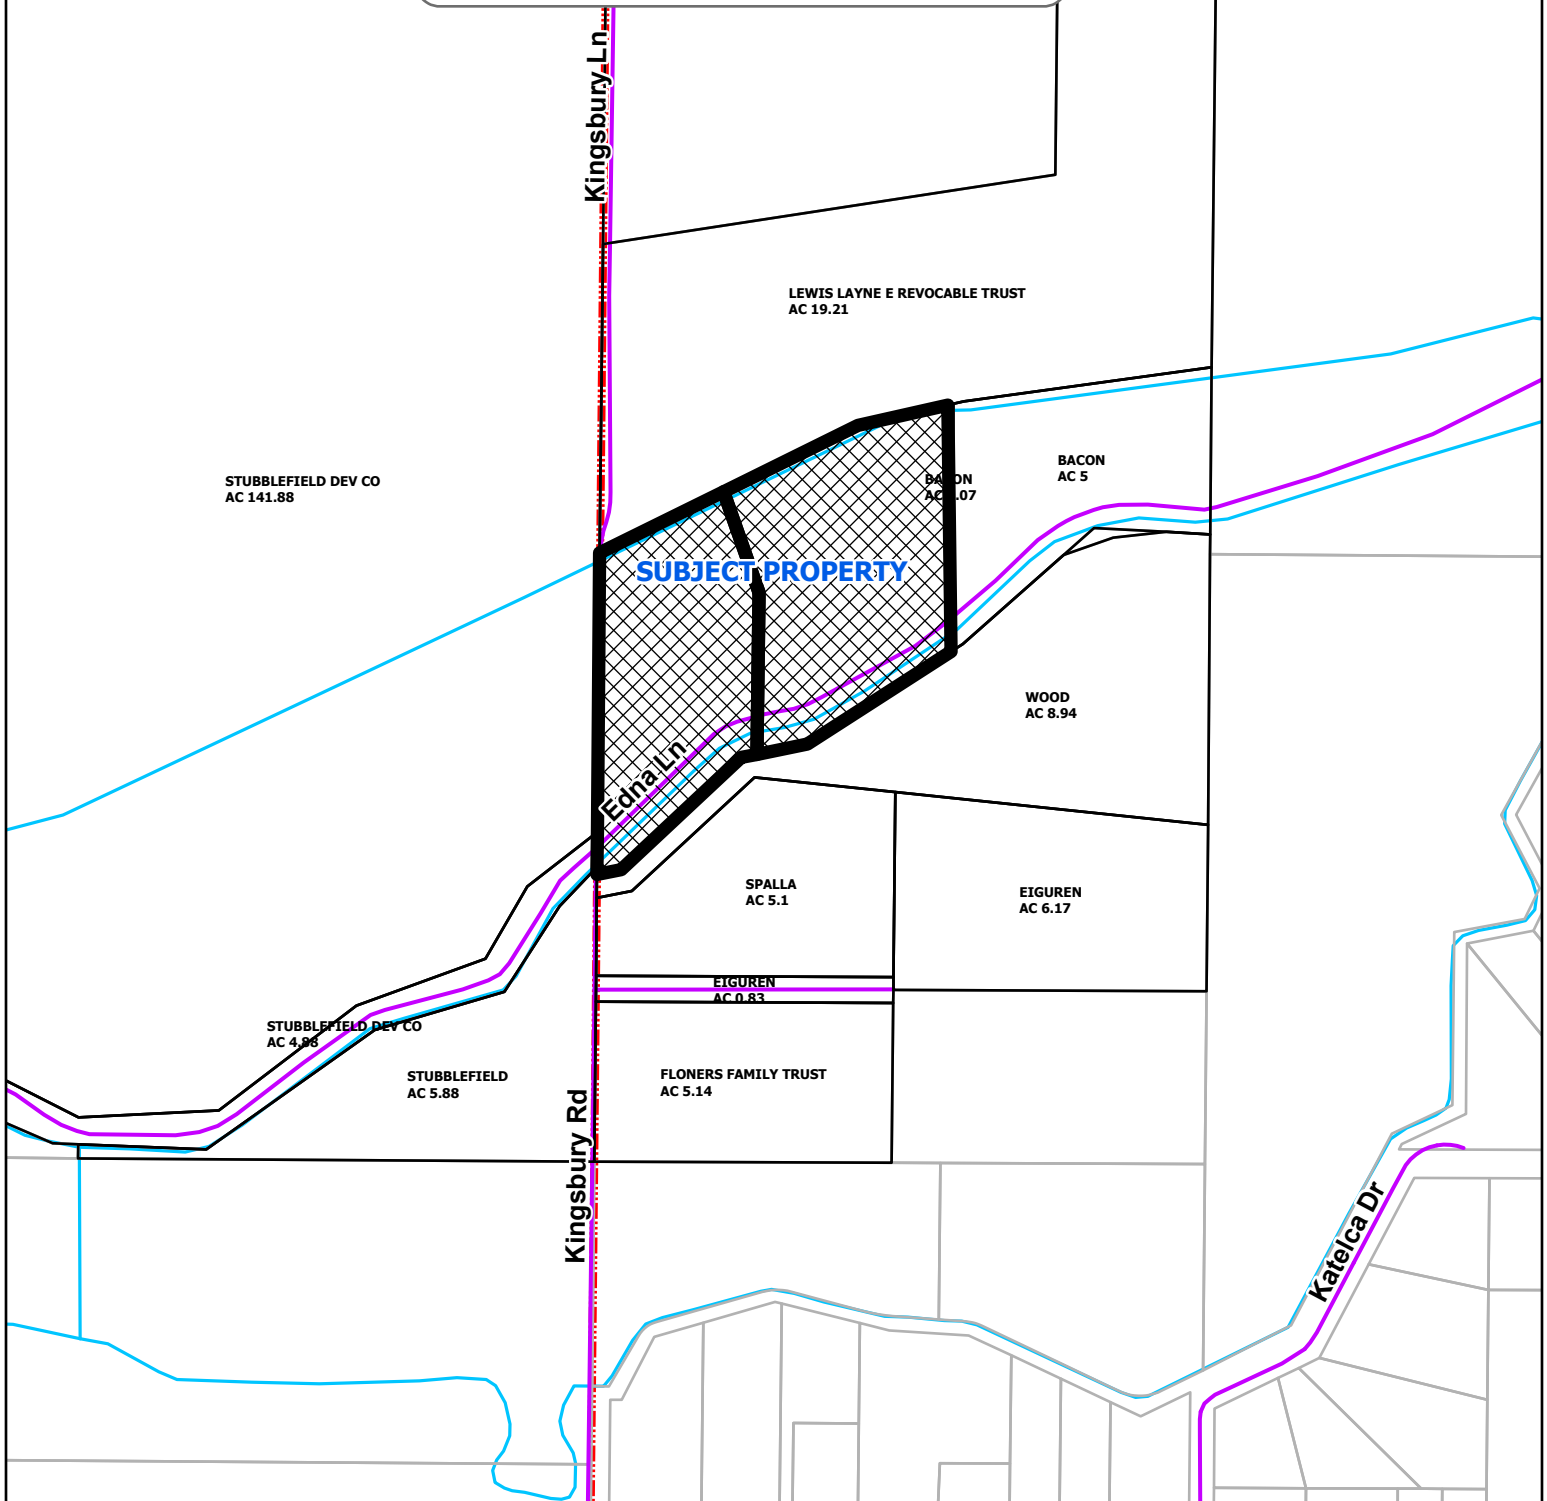 Kingsbury Ln
LEWIS LAYNE E REVOCABLE TRUST
AC 19.21
STUBBLEFIELD DEV CO
AC 141.88
BACON
AC 5
BACON
SUBJECT PROPERTY
WOOD
AC 8.94
Edna Ln
SPALLA
AC 5.1
EIGUREN
AC 6.17
EIGUREN
AC 0.83
STUBBLEFIELD DEV CO
AC 4.98
STUBBLEFIELD
AC 5.88
FLONERS FAMILY TRUST
AC 5.14
Kingsbury Rd
Katelca Dr